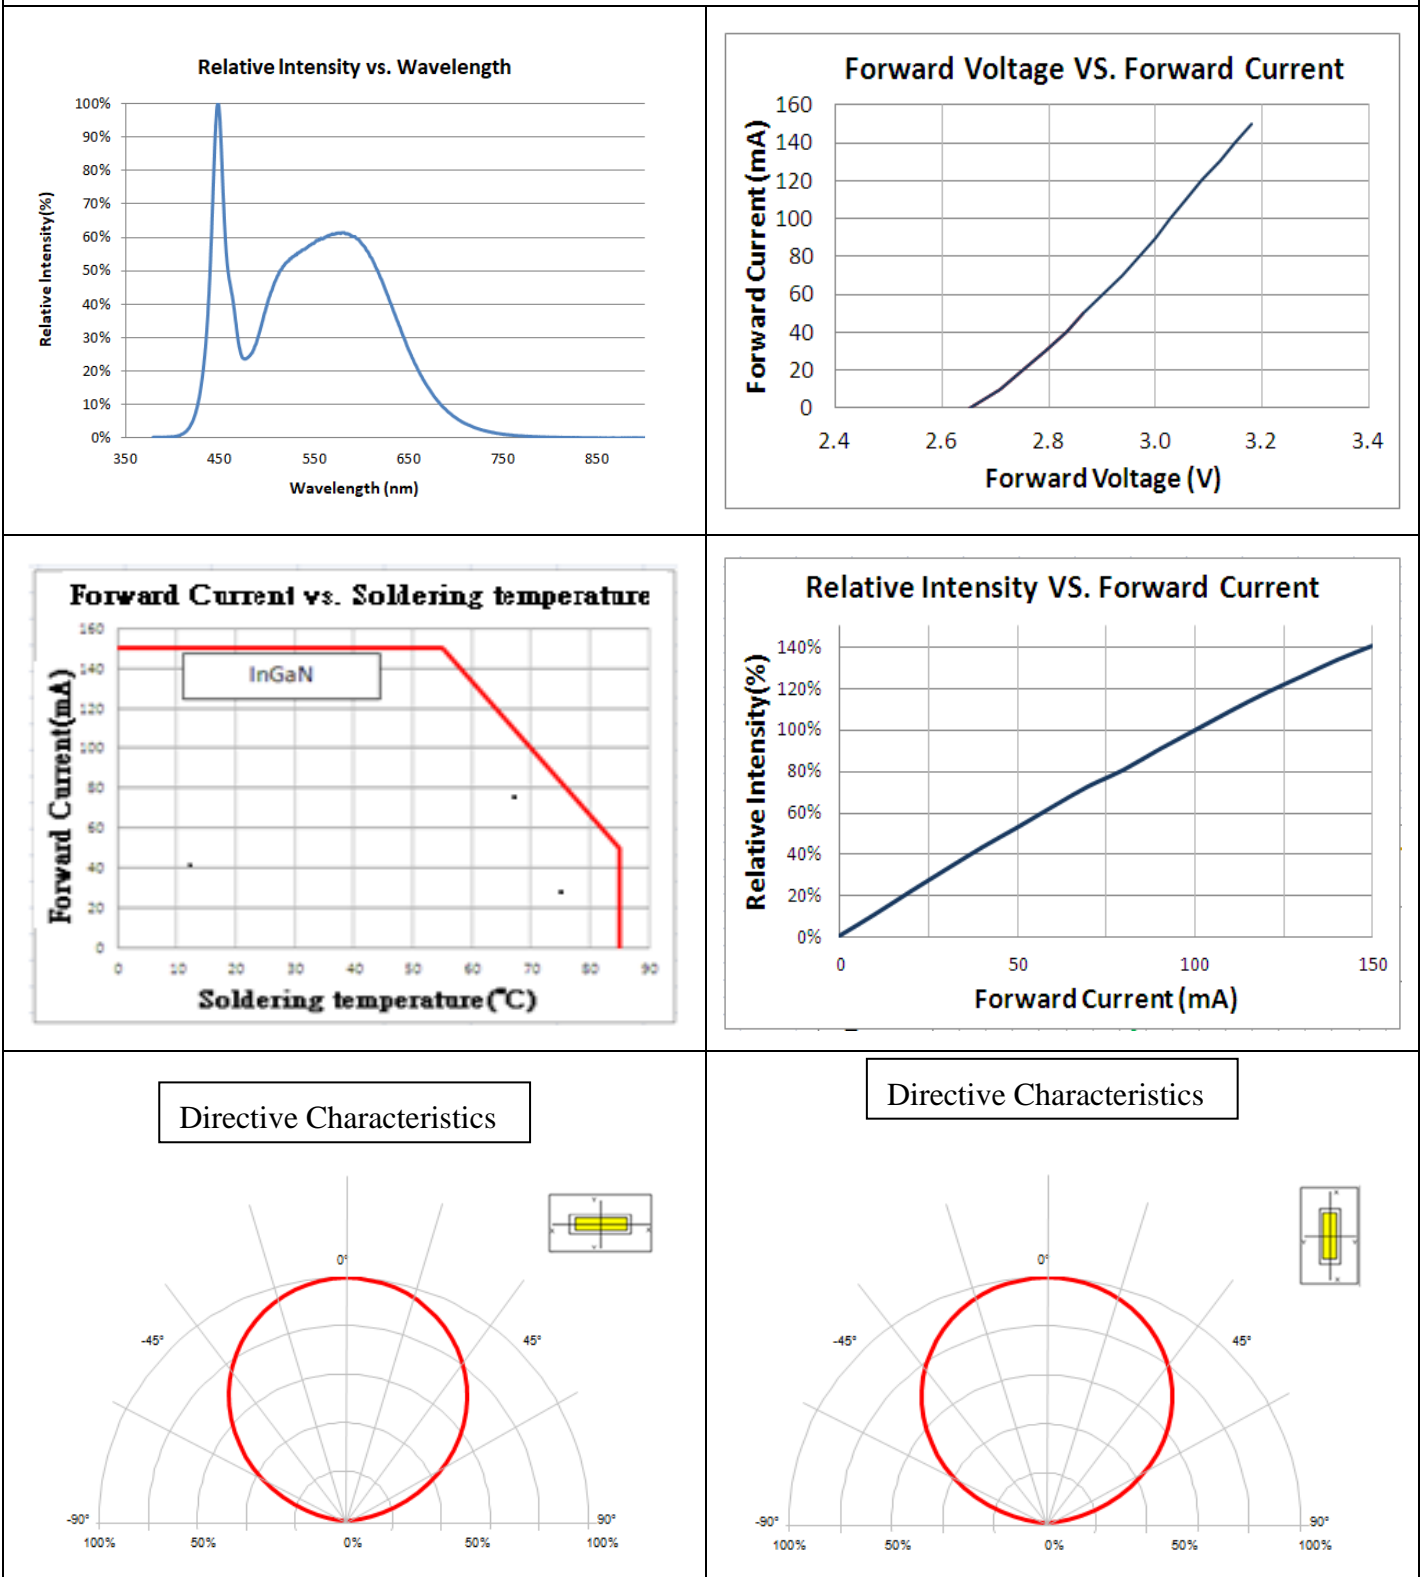 Relative Intensity vs. Wavelength
100%
90%
80%
70%
60%
50%
40%
30%
20%
10%
0%
Relative Intensity(%)
350 450 550 650 750 850
Wavelength (nm)
Forward Voltage VS. Forward Current
160
140
120
100
80
60
40
20
0
Forward Current (mA)
2.4 2.6 2.8 3.0 3.2 3.4
Forward Voltage (V)
Forward Current vs. Soldering temperature
160
140
120
100
80
60
40
20
0
InGaN
Forward Current(mA)
0 10 20 30 40 50 60 70 80 90
Soldering temperature(°C)
Relative Intensity VS. Forward Current
140%
120%
100%
80%
60%
40%
20%
0%
Relative Intensity(%)
0 50 100 150
Forward Current (mA)
Directive Characteristics
Y
X X
Y
0°
-45° 45°
-90° 90°
100% 50% 0% 50% 100%
Directive Characteristics
X
Y Y
X
0°
-45° 45°
-90° 90°
100% 50% 0% 50% 100%